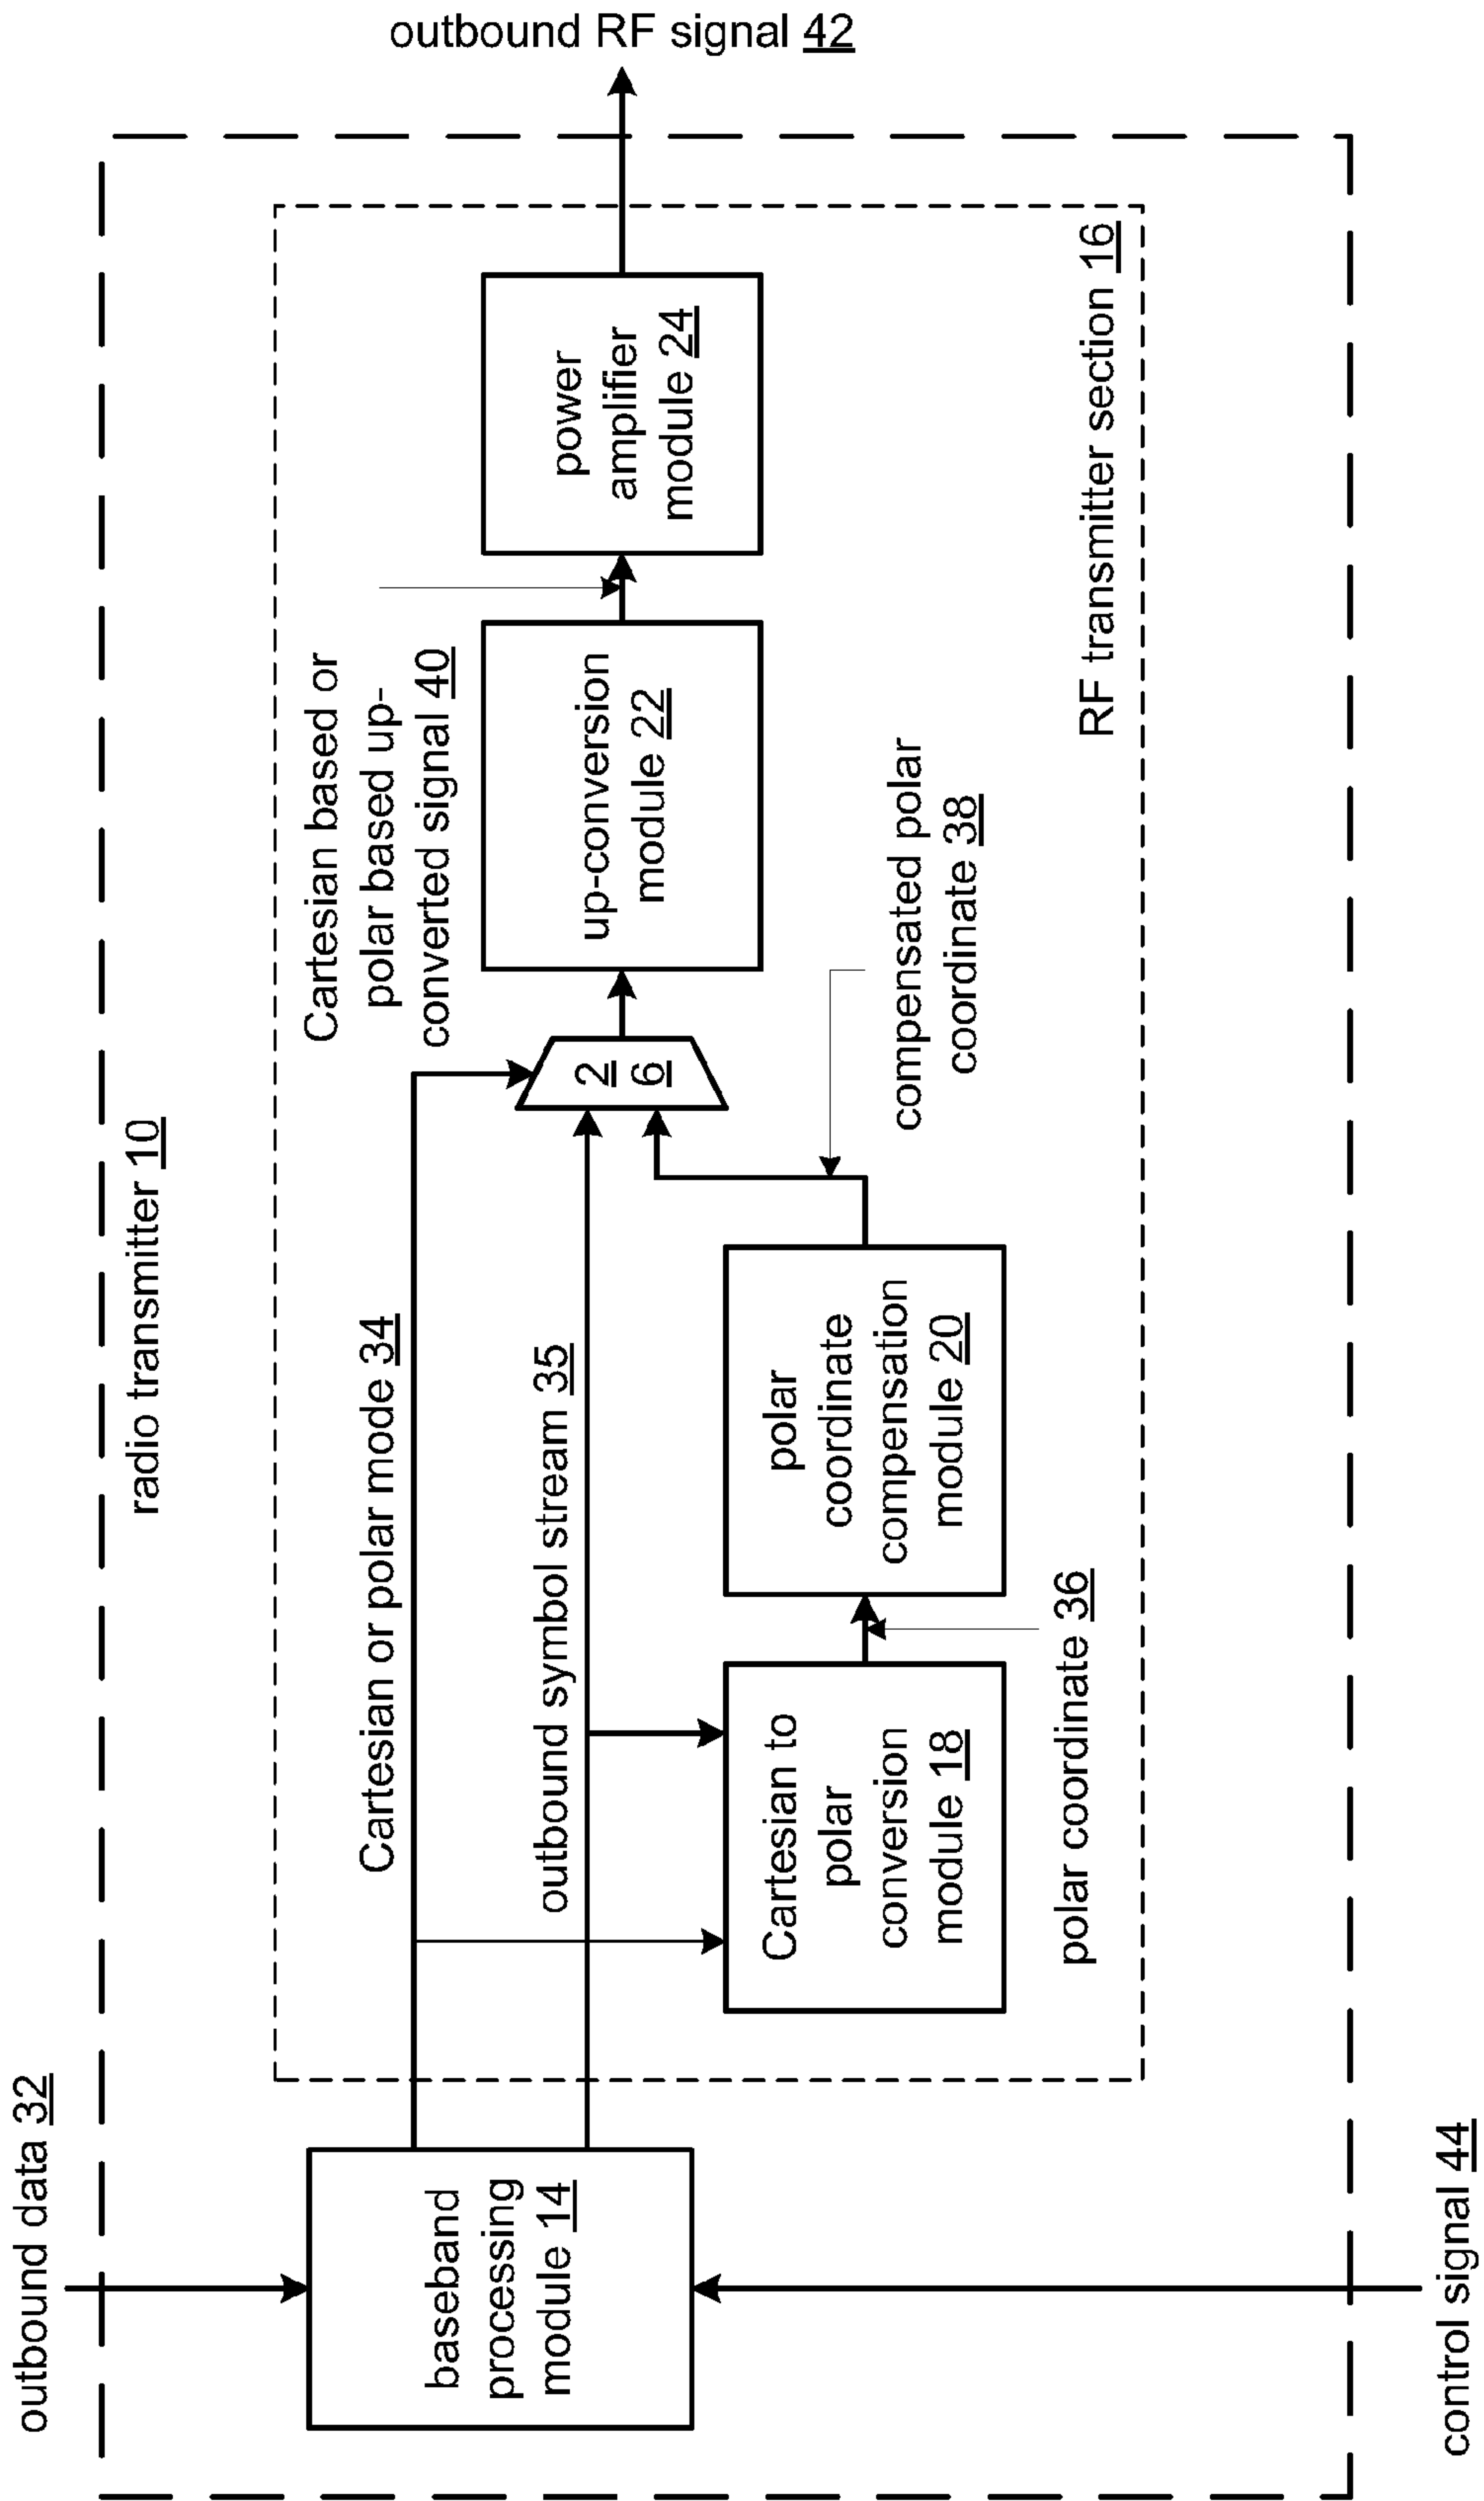 outbound RF signal 42
outbound data 32
radio transmitter 10
Cartesian or polar mode 34
Cartesian based or
polar based up-
converted signal 40
baseband
processing
module 14
outbound symbol stream 35
2
6
up-conversion
module 22
power
amplifier
module 24
Cartesian to
polar
conversion
module 18
polar
coordinate
compensation
module 20
compensated polar
coordinate 38
polar coordinate 36
RF transmitter section 16
control signal 44